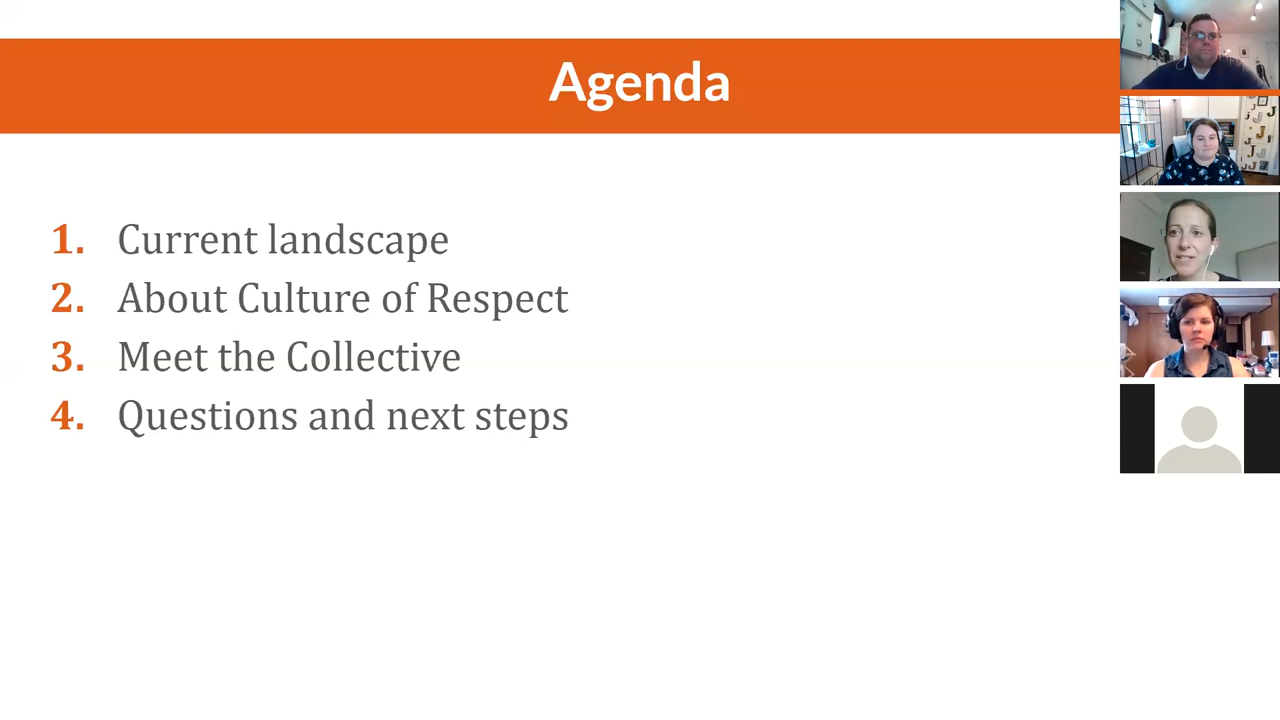 Agenda
1. Current landscape
2. About Culture of Respect
3. Meet the Collective
4. Questions and next steps